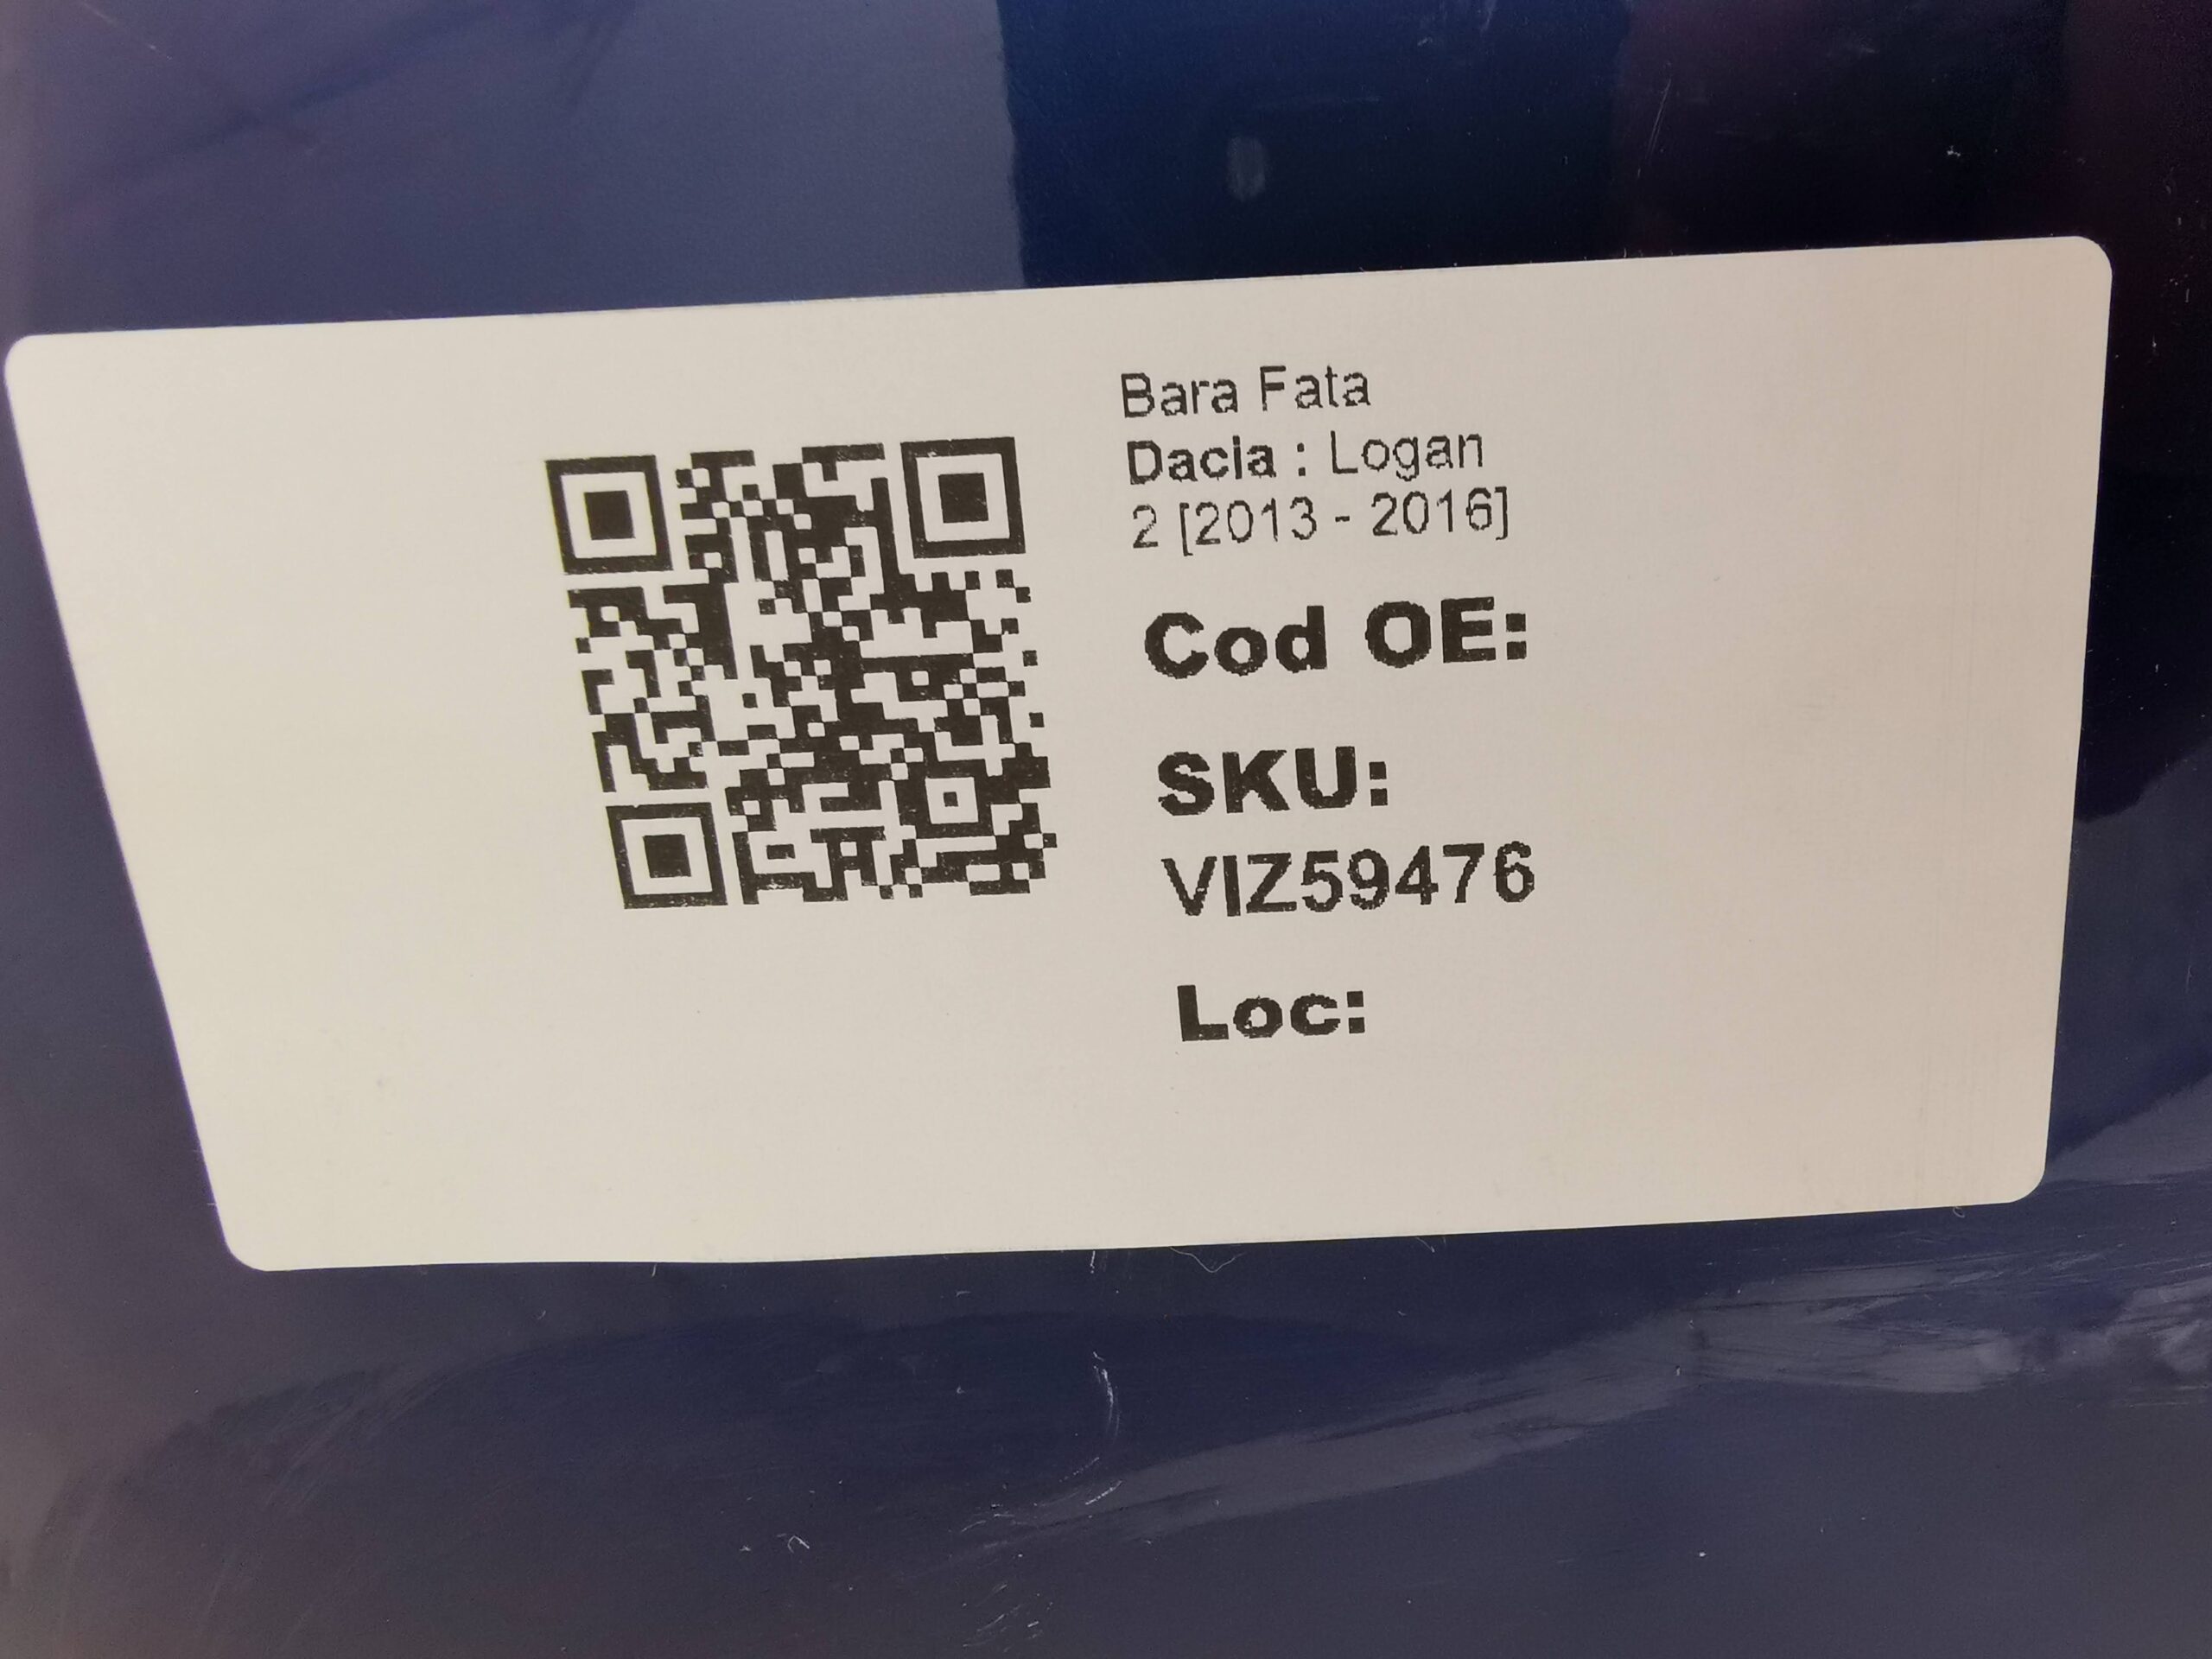 Bara Fata
Dacia : Logan
2 [2013 - 2016]
Cod OE:
SKU:
VIZ59476
Loc: